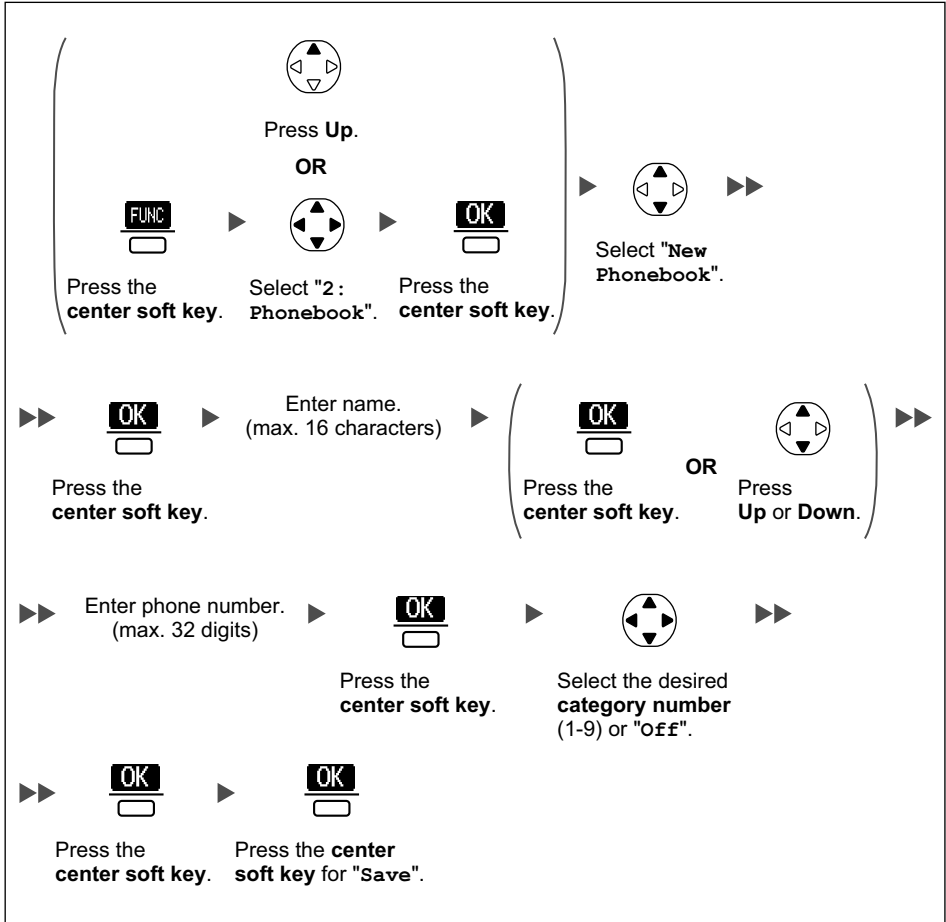 Press Up.
OR
FUNC
OK
Press the
center soft key.
Select "2:
Phonebook".
Press the
center soft key.
Select "New
Phonebook".
OK
Press the
center soft key.
Enter name.
(max. 16 characters)
OK
Press the
center soft key.
OR
Press
Up or Down.
Enter phone number.
(max. 32 digits)
OK
Press the
center soft key.
Select the desired
category number
(1-9) or "Off".
OK
Press the
center soft key.
OK
Press the center
soft key for "Save".